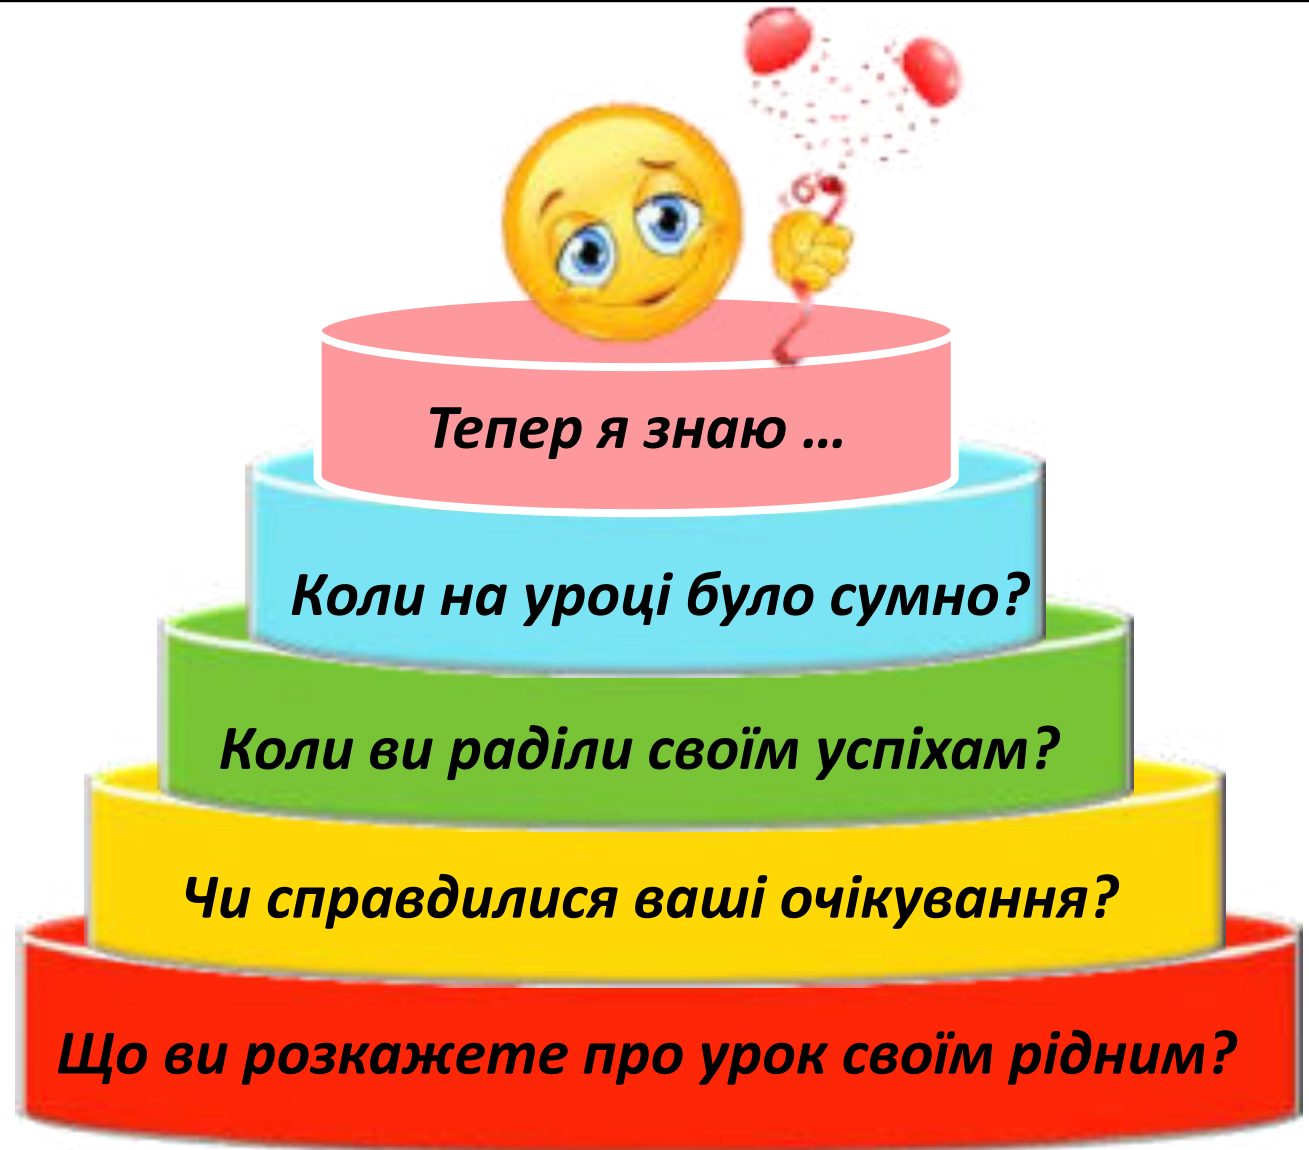 Тепер я знаю ...
Коли на уроці було сумно?
Коли ви раділи своїм успіхам?
Чи справдилися ваші очікування?
Що ви розкажете про урок своїм рідним?